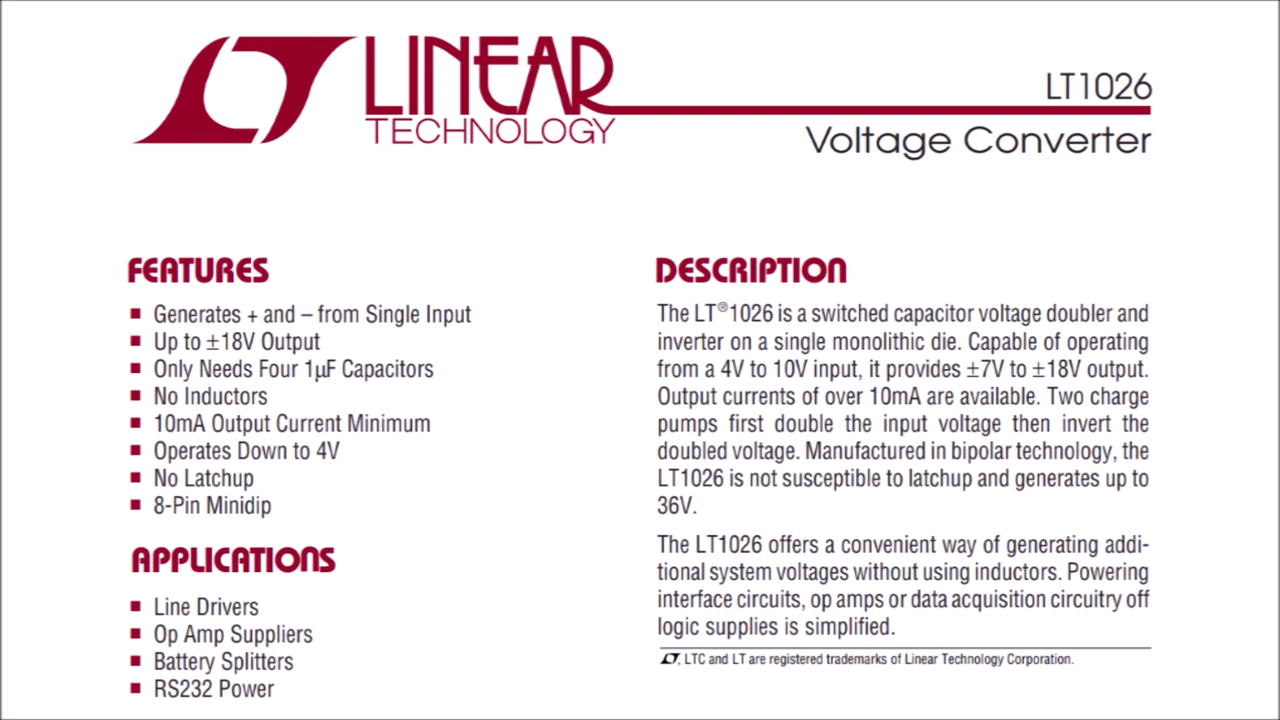 LINEAR
TECHNOLOGY
LT1026
Voltage Converter
FEATURES
■ Generates + and – from Single Input
■ Up to ±18V Output
■ Only Needs Four 1µF Capacitors
■ No Inductors
■ 10mA Output Current Minimum
■ Operates Down to 4V
■ No Latchup
■ 8-Pin Minidip
APPLICATIONS
■ Line Drivers
■ Op Amp Suppliers
■ Battery Splitters
■ RS232 Power
DESCRIPTION
The LT®1026 is a switched capacitor voltage doubler and
inverter on a single monolithic die. Capable of operating
from a 4V to 10V input, it provides ±7V to ±18V output.
Output currents of over 10mA are available. Two charge
pumps first double the input voltage then invert the
doubled voltage. Manufactured in bipolar technology, the
LT1026 is not susceptible to latchup and generates up to
36V.
The LT1026 offers a convenient way of generating addi-
tional system voltages without using inductors. Powering
interface circuits, op amps or data acquisition circuitry off
logic supplies is simplified.
LT, LTC and LT are registered trademarks of Linear Technology Corporation.